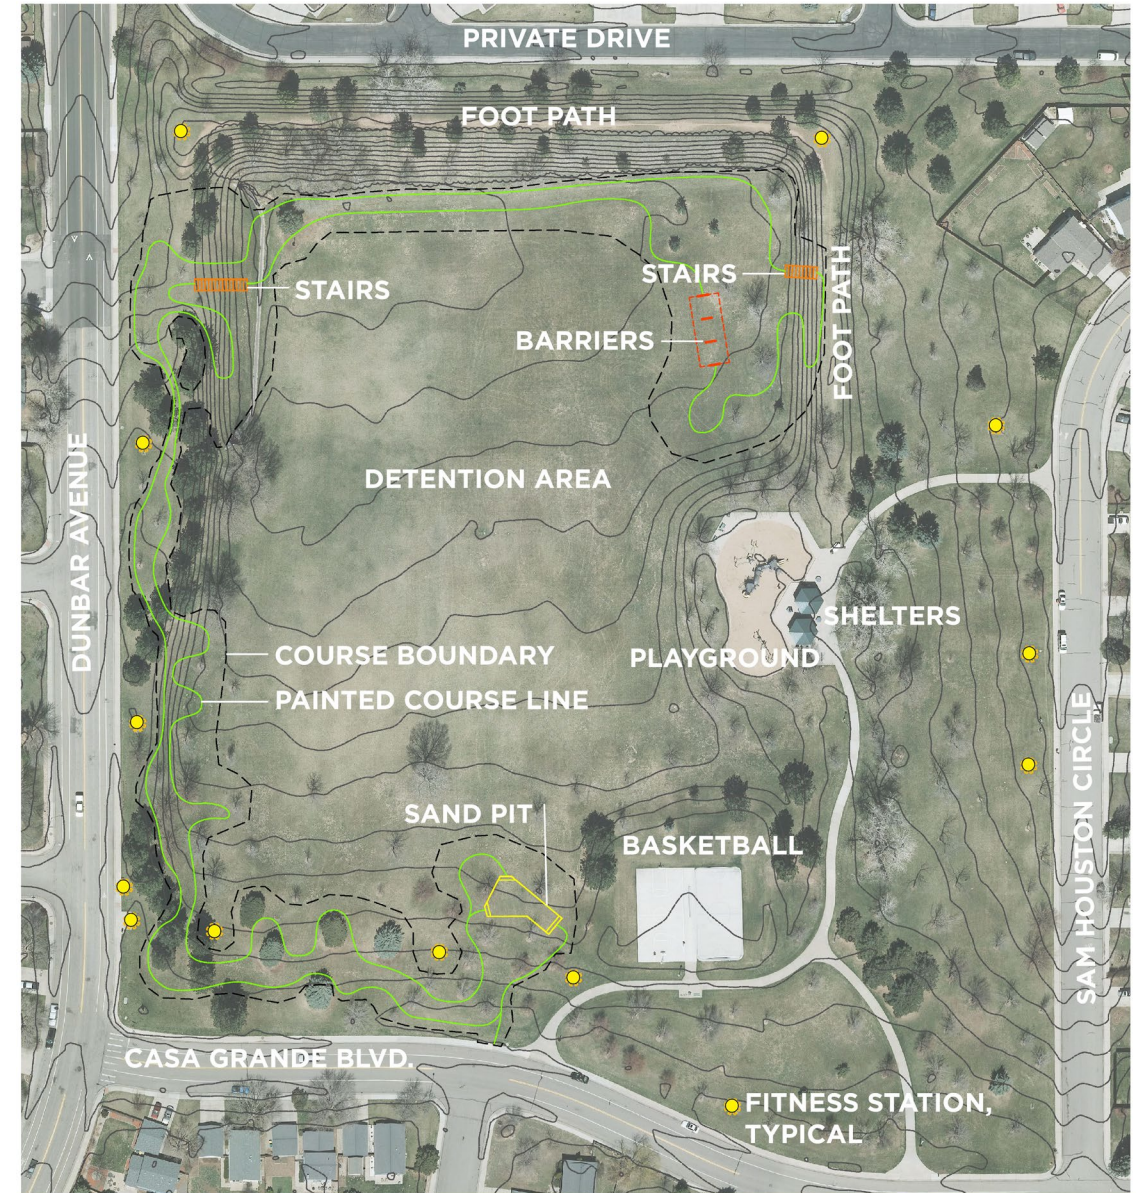 PRIVATE DRIVE
FOOT PATH
STAIRS
STAIRS
FOOT PATH
BARRIERS
DETENTION AREA
DUNBAR AVENUE
SHELTERS
COURSE BOUNDARY
PLAYGROUND
PAINTED COURSE LINE
SAM HOUSTON CIRCLE
SAND PIT
BASKETBALL
CASA GRANDE BLVD.
FITNESS STATION,
TYPICAL